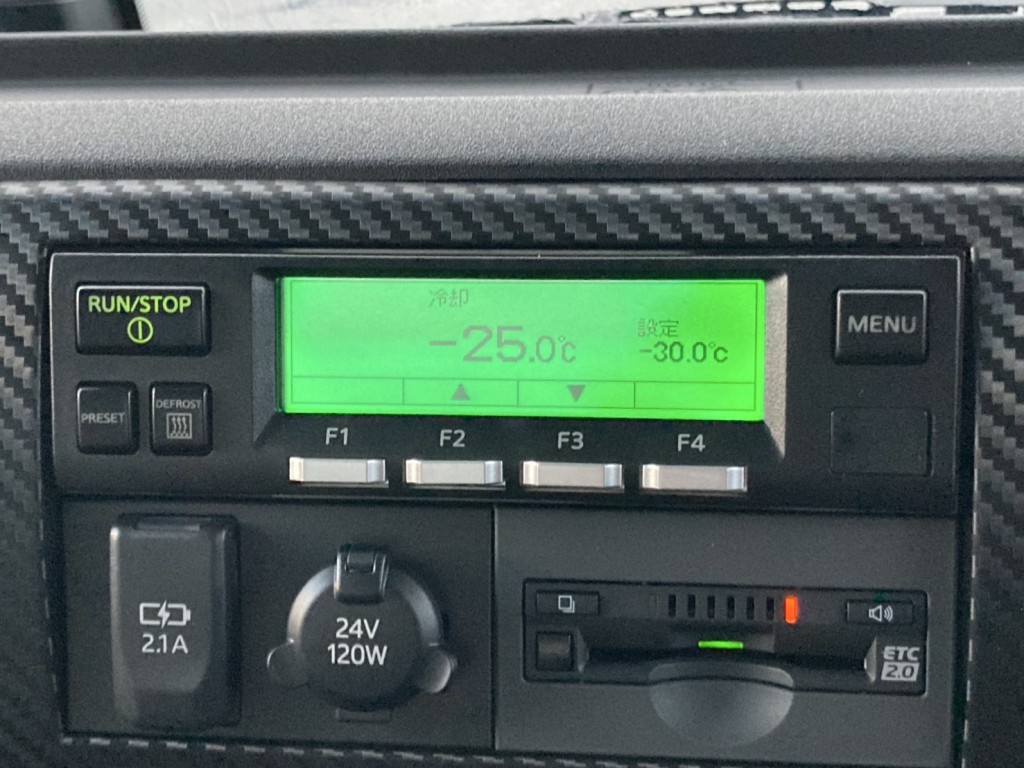 RUN/STOP
冷却
-25.0℃
設定
-30.0℃
▲ ▼
MENU
PRESET
DEFROST
F1 F2 F3 F4
2.1A
24V
120W
ETC
2.0